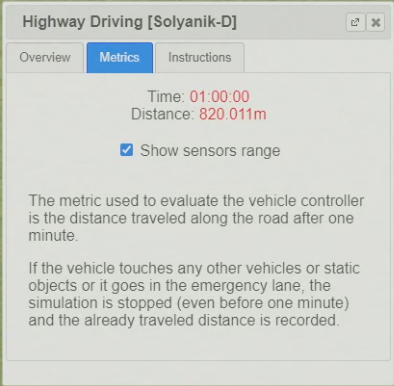 Highway Driving [Solyanik-D]
Overview Metrics Instructions
Time: 01:00:00
Distance: 820.011m
Show sensors range
The metric used to evaluate the vehicle controller
is the distance traveled along the road after one
minute.
If the vehicle touches any other vehicles or static
objects or it goes in the emergency lane, the
simulation is stopped (even before one minute)
and the already traveled distance is recorded.